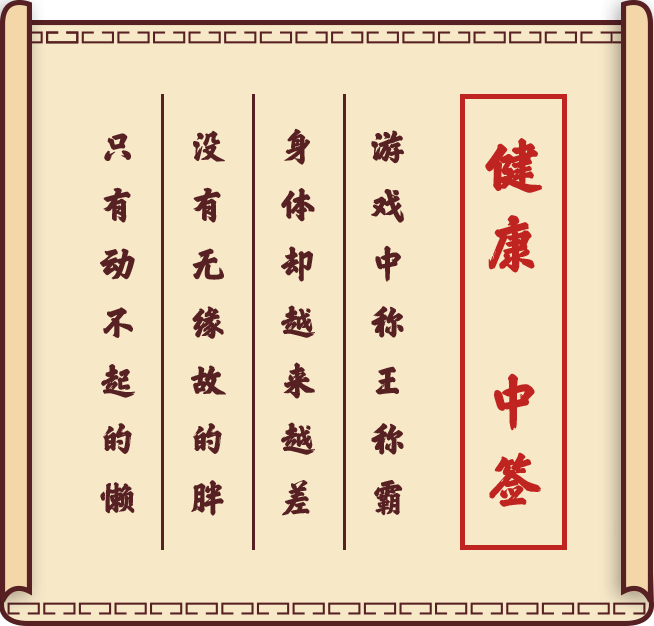 健康 中签
游戏中称王称霸
身体却越来越差
没有无缘故的胖
只有动不起的懒